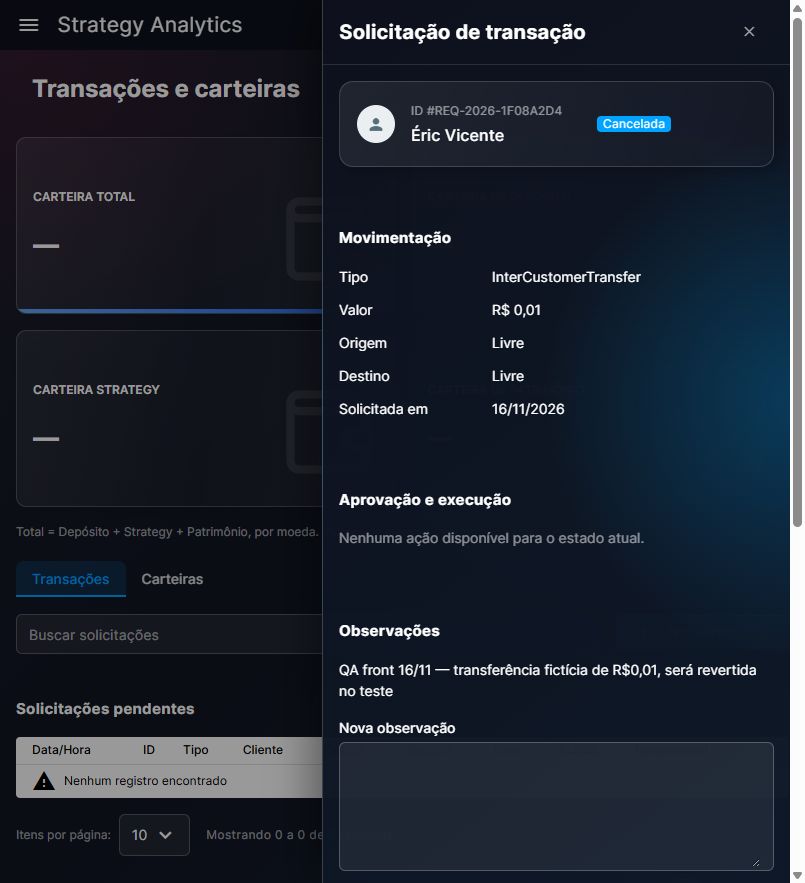 Strategy Analytics
Transações e carteiras
CARTEIRA TOTAL
—
CARTEIRA STRATEGY
—
Total = Depósito + Strategy + Patrimônio, por moeda.
Transações
Carteiras
Buscar solicitações
Solicitações pendentes
Data/Hora ID Tipo Cliente
Nenhum registro encontrado
Itens por página: 10 Mostrando 0 a 0 de
Solicitação de transação
ID #REQ-2026-1F08A2D4
Éric Vicente
Cancelada
Movimentação
Tipo InterCustomerTransfer
Valor R$ 0,01
Origem Livre
Destino Livre
Solicitada em 16/11/2026
Aprovação e execução
Nenhuma ação disponível para o estado atual.
Observações
QA front 16/11 — transferência fictícia de R$0,01, será revertida
no teste
Nova observação